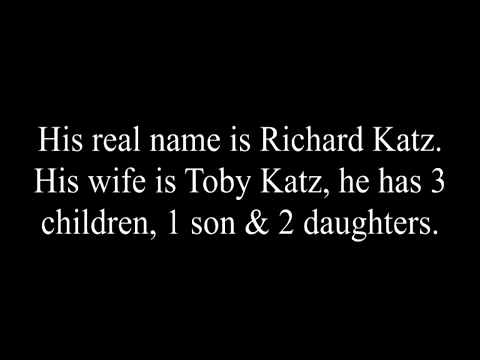 His real name is Richard Katz.
His wife is Toby Katz, he has 3
children, 1 son & 2 daughters.